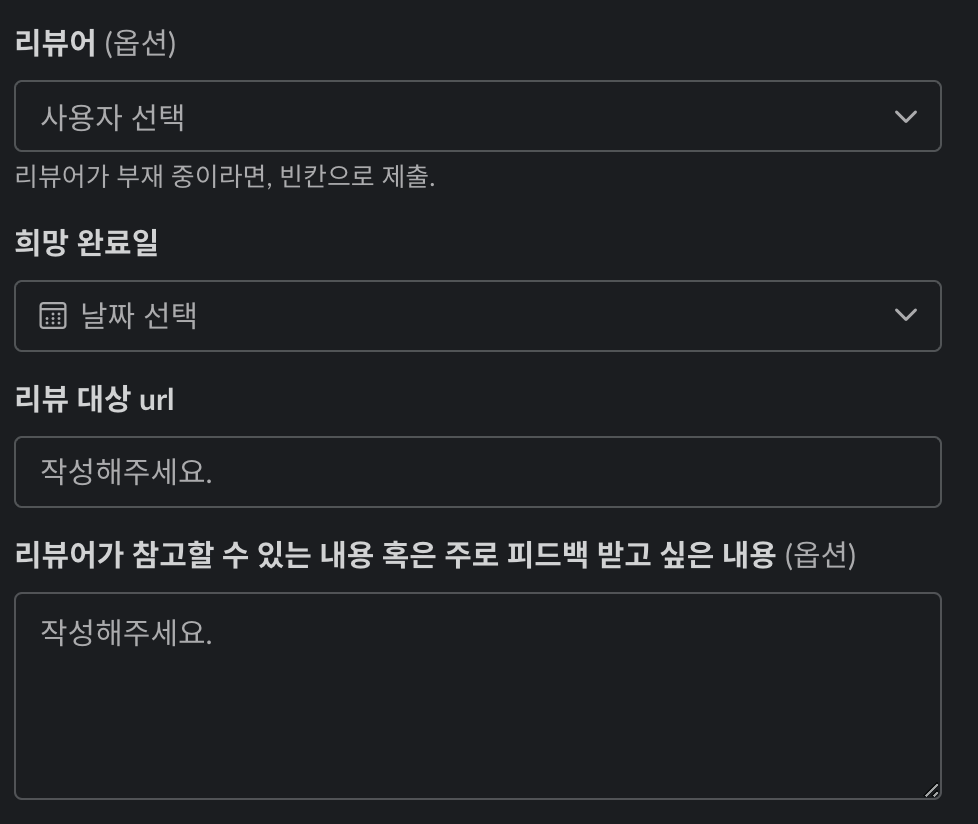 리뷰어 (옵션)
사용자 선택
리뷰어가 부재 중이라면, 빈칸으로 제출.
희망 완료일
날짜 선택
리뷰 대상 url
작성해주세요.
리뷰어가 참고할 수 있는 내용 혹은 주로 피드백 받고 싶은 내용 (옵션)
작성해주세요.